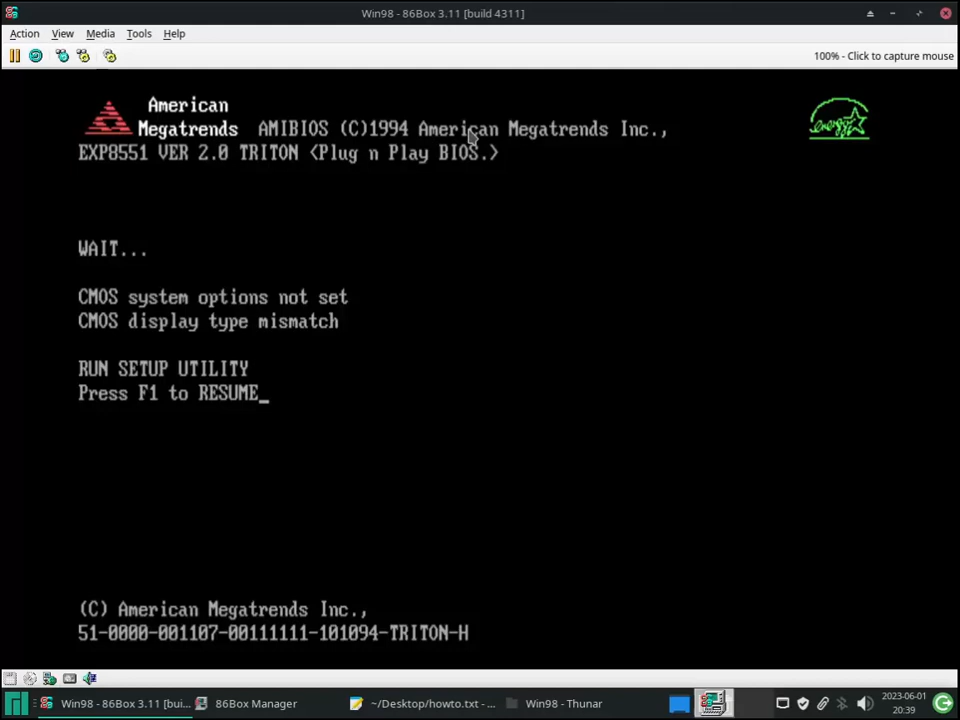 Win98 - 86Box 3.11 [build 4311]
Action View Media Tools Help
100% - Click to capture mouse
American
Megatrends AMIBIOS (C)1994 American Megatrends Inc.,
EXP8551 VER 2.0 TRITON <Plug n Play BIOS.>
energy
WAIT...
CMOS system options not set
CMOS display type mismatch
RUN SETUP UTILITY
Press F1 to RESUME_
(C) American Megatrends Inc.,
51-0000-001107-00111111-101094-TRITON-H
Win98 - 86Box 3.11 [bui... 86Box Manager ~/Desktop/howto.txt - ... Win98 - Thunar
2023-06-01
20:39